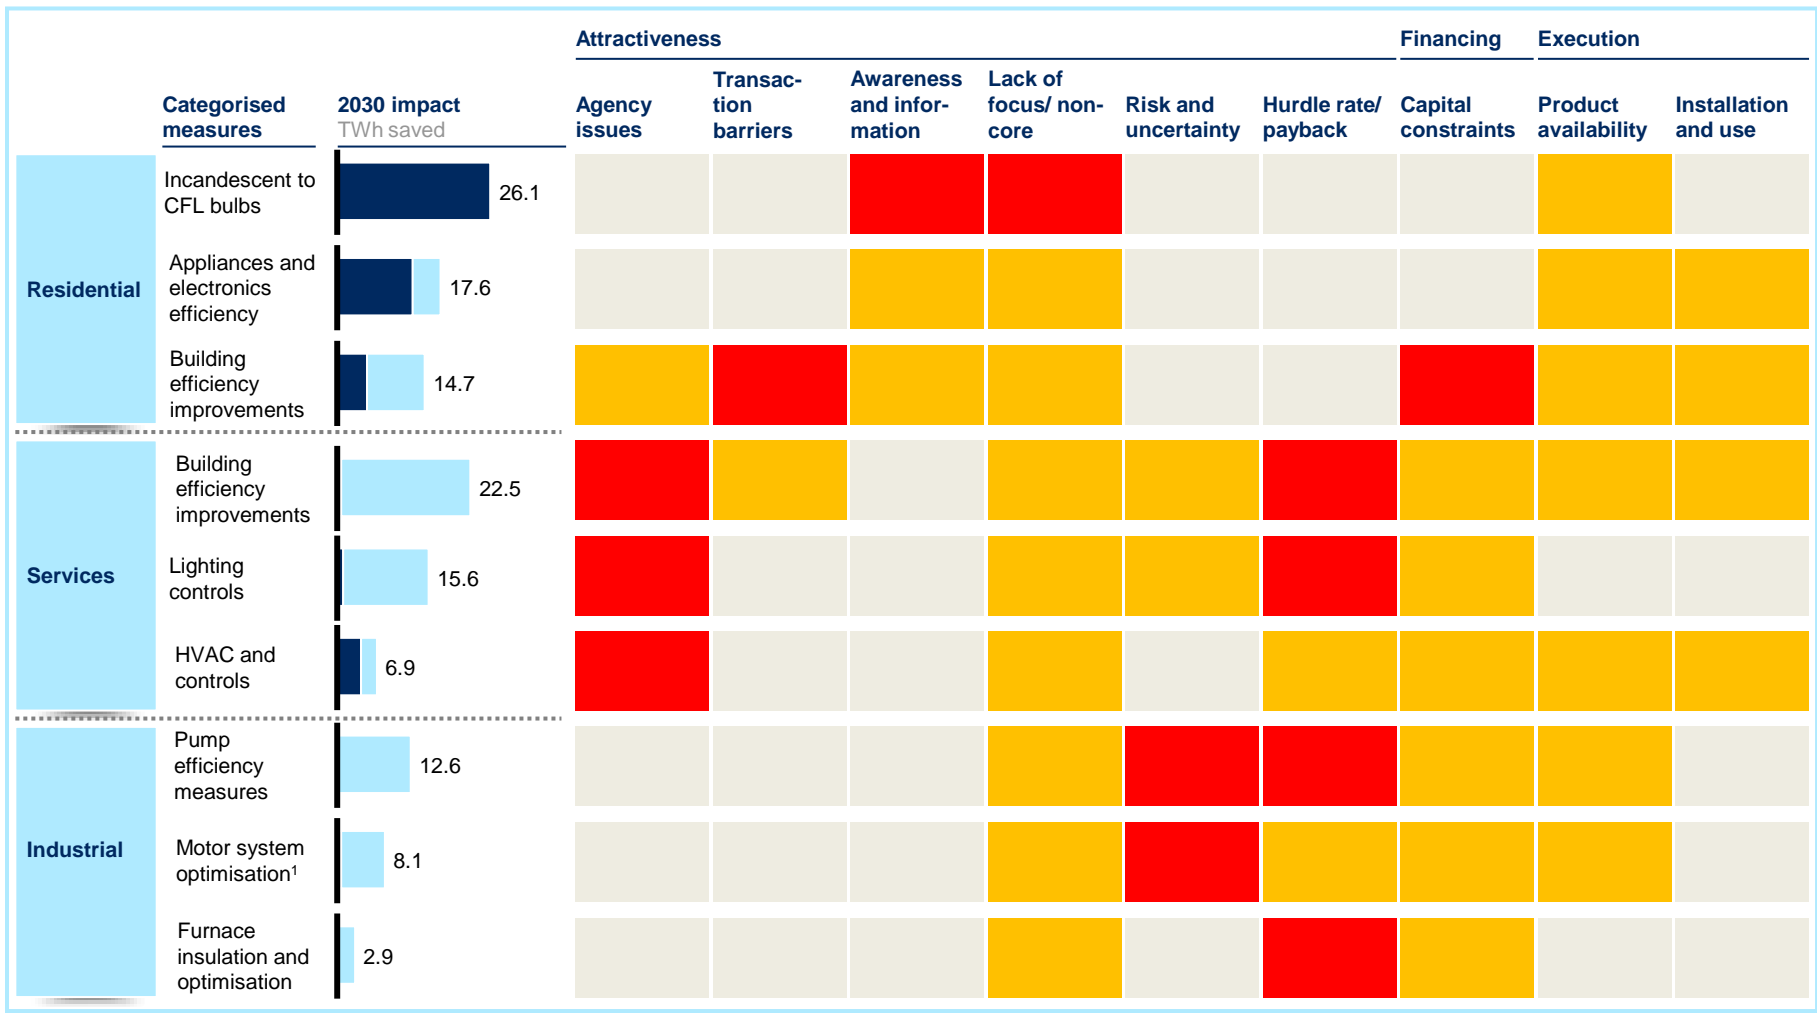 Attractiveness
Financing
Execution
Categorised
measures
2030 impact
TWh saved
Agency
issues
Transac-
tion
barriers
Awareness
and infor-
mation
Lack of
focus/ non-
core
Risk and
uncertainty
Hurdle rate/
payback
Capital
constraints
Product
availability
Installation
and use
Residential
Incandescent to
CFL bulbs
26.1
Appliances and
electronics
efficiency
17.6
Building
efficiency
improvements
14.7
Services
Building
efficiency
improvements
22.5
Lighting
controls
15.6
HVAC and
controls
6.9
Industrial
Pump
efficiency
measures
12.6
Motor system
optimisation¹
8.1
Furnace
insulation and
optimisation
2.9